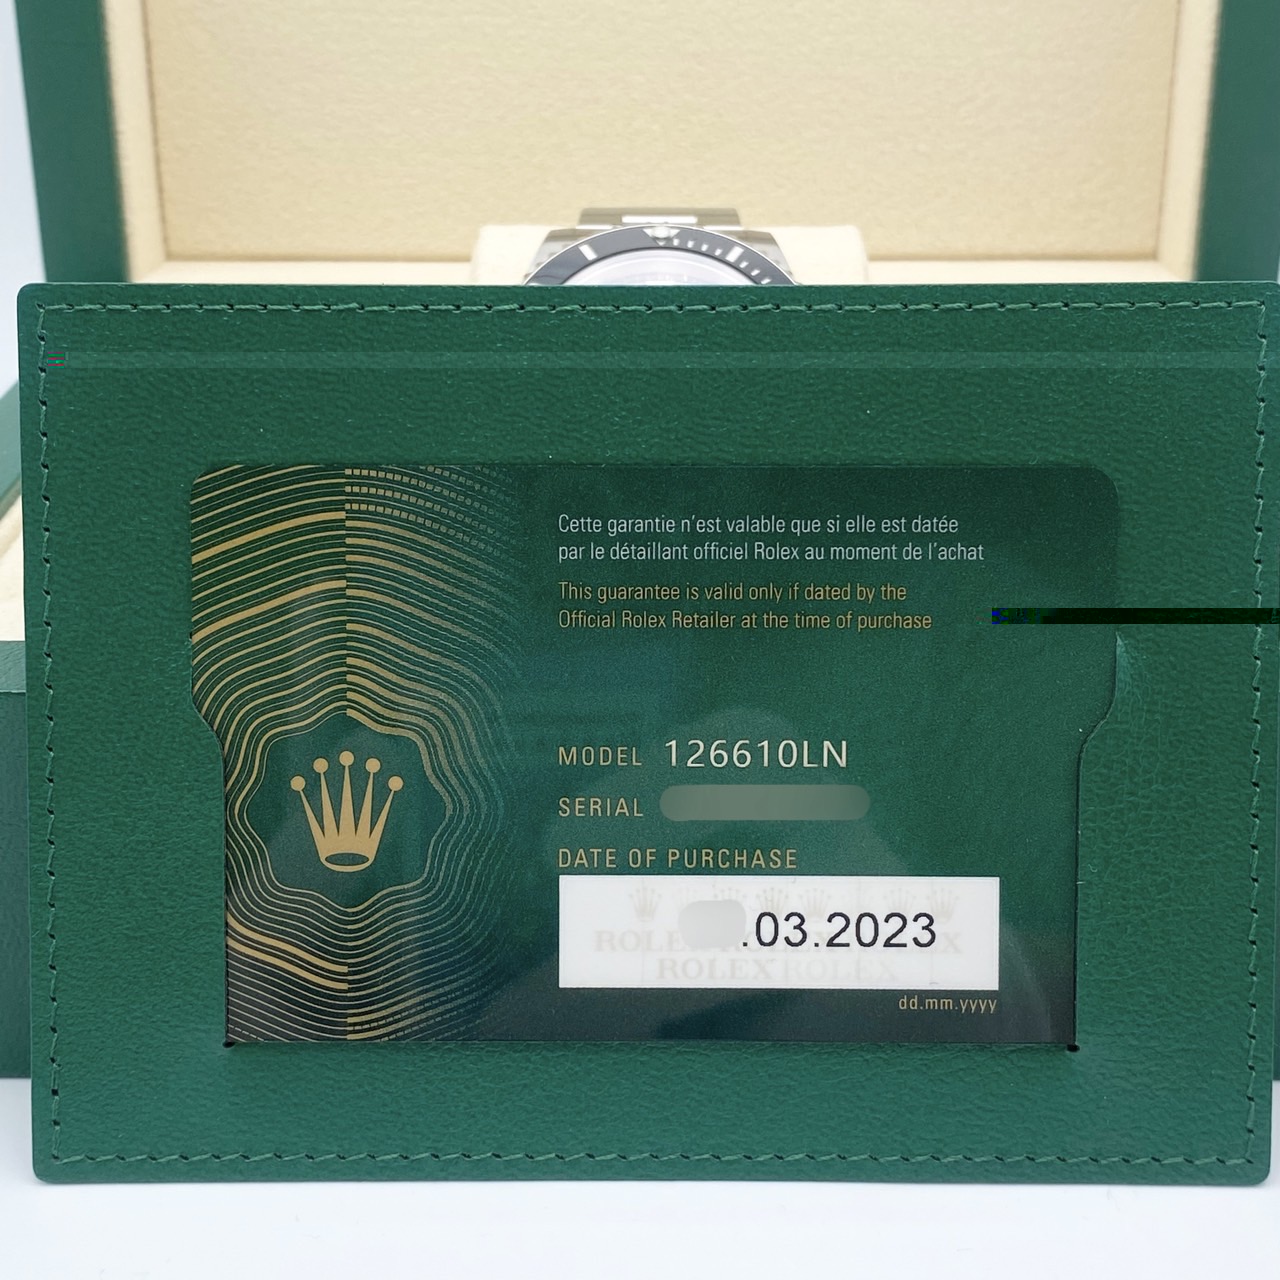 Cette garantie n'est valable que si elle est datée
par le détaillant officiel Rolex au moment de l'achat
This guarantee is valid only if dated by the
Official Rolex Retailer at the time of purchase
MODEL 126610LN
SERIAL
DATE OF PURCHASE
.03.2023
ROLEX ROLEX
dd.mm.yyyy